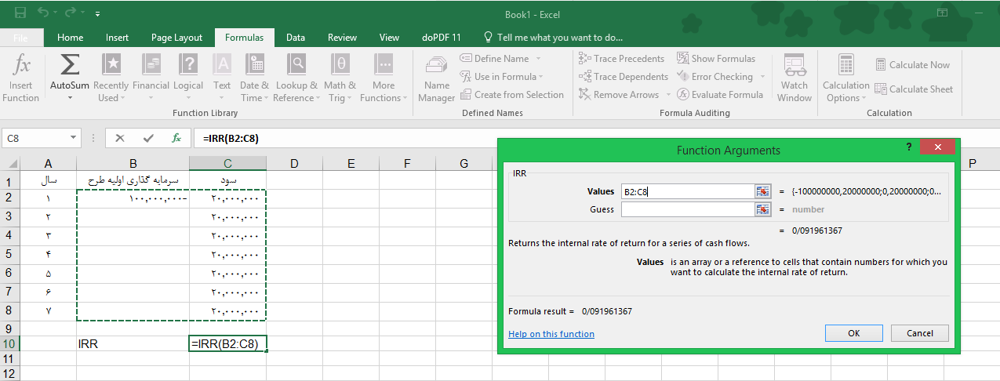 Book1 - Excel
File Home Insert Page Layout Formulas Data Review View doPDF 11 Tell me what you want to do...
fx Σ ? A θ
Insert Function
AutoSum
Recently Used
Financial
Logical
Text
Date & Time
Lookup & Reference
Math & Trig
More Functions
Function Library
Name Manager
Define Name
Use in Formula
Create from Selection
Defined Names
Trace Precedents
Trace Dependents
Remove Arrows
Show Formulas
Error Checking
Evaluate Formula
Formula Auditing
Watch Window
Calculation Options
Calculate Now
Calculate Sheet
Calculation
C8 fx =IRR(B2:C8)
A B C D E F G P
1 سال سرمایه گذاری اولیه طرح سود
2 ۱ -۱۰۰,۰۰۰,۰۰۰ ۲۰,۰۰۰,۰۰۰
3 ۲ ۲۰,۰۰۰,۰۰۰
4 ۳ ۲۰,۰۰۰,۰۰۰
5 ۴ ۲۰,۰۰۰,۰۰۰
6 ۵ ۲۰,۰۰۰,۰۰۰
7 ۶ ۲۰,۰۰۰,۰۰۰
8 ۷ ۲۰,۰۰۰,۰۰۰
9
10 IRR =IRR(B2:C8)
11
12
Function Arguments ? ×
IRR
Values B2:C8 = {-100000000,20000000;0,20000000;0...
Guess = number
= 0/091961367
Returns the internal rate of return for a series of cash flows.
Values is an array or a reference to cells that contain numbers for which you
want to calculate the internal rate of return.
Formula result = 0/091961367
Help on this function OK Cancel